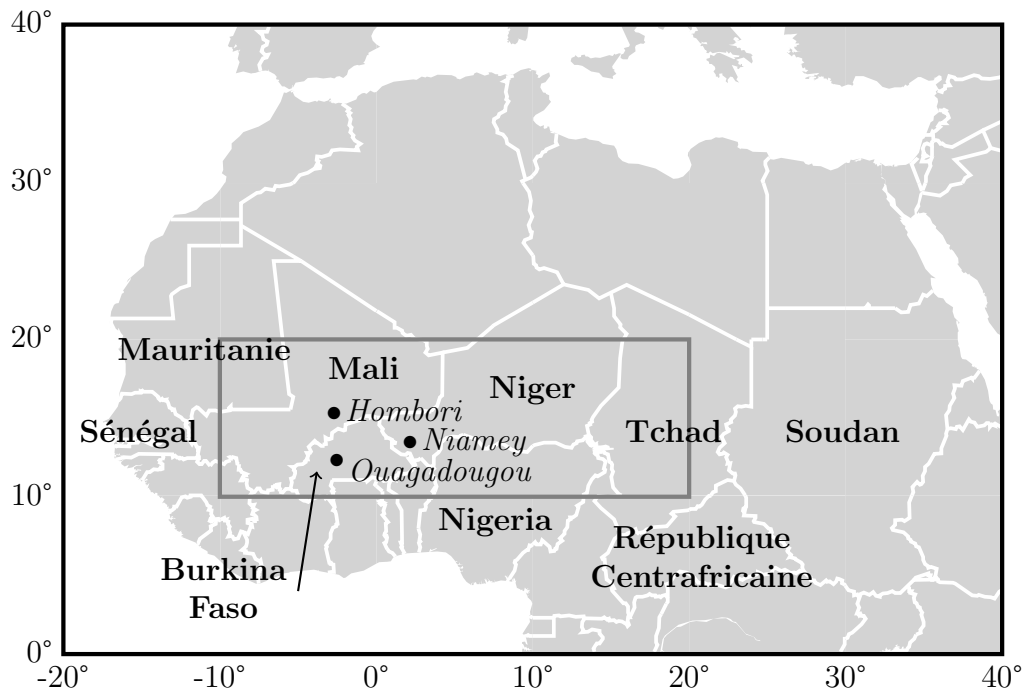 40°
30°
20°
Mauritanie
Mali
Niger
Hombori
Sénégal
Niamey
Tchad
Soudan
Ouagadougou
10°
Nigeria
République
Centrafricaine
Burkina
Faso
0°
-20°
-10°
0°
10°
20°
30°
40°